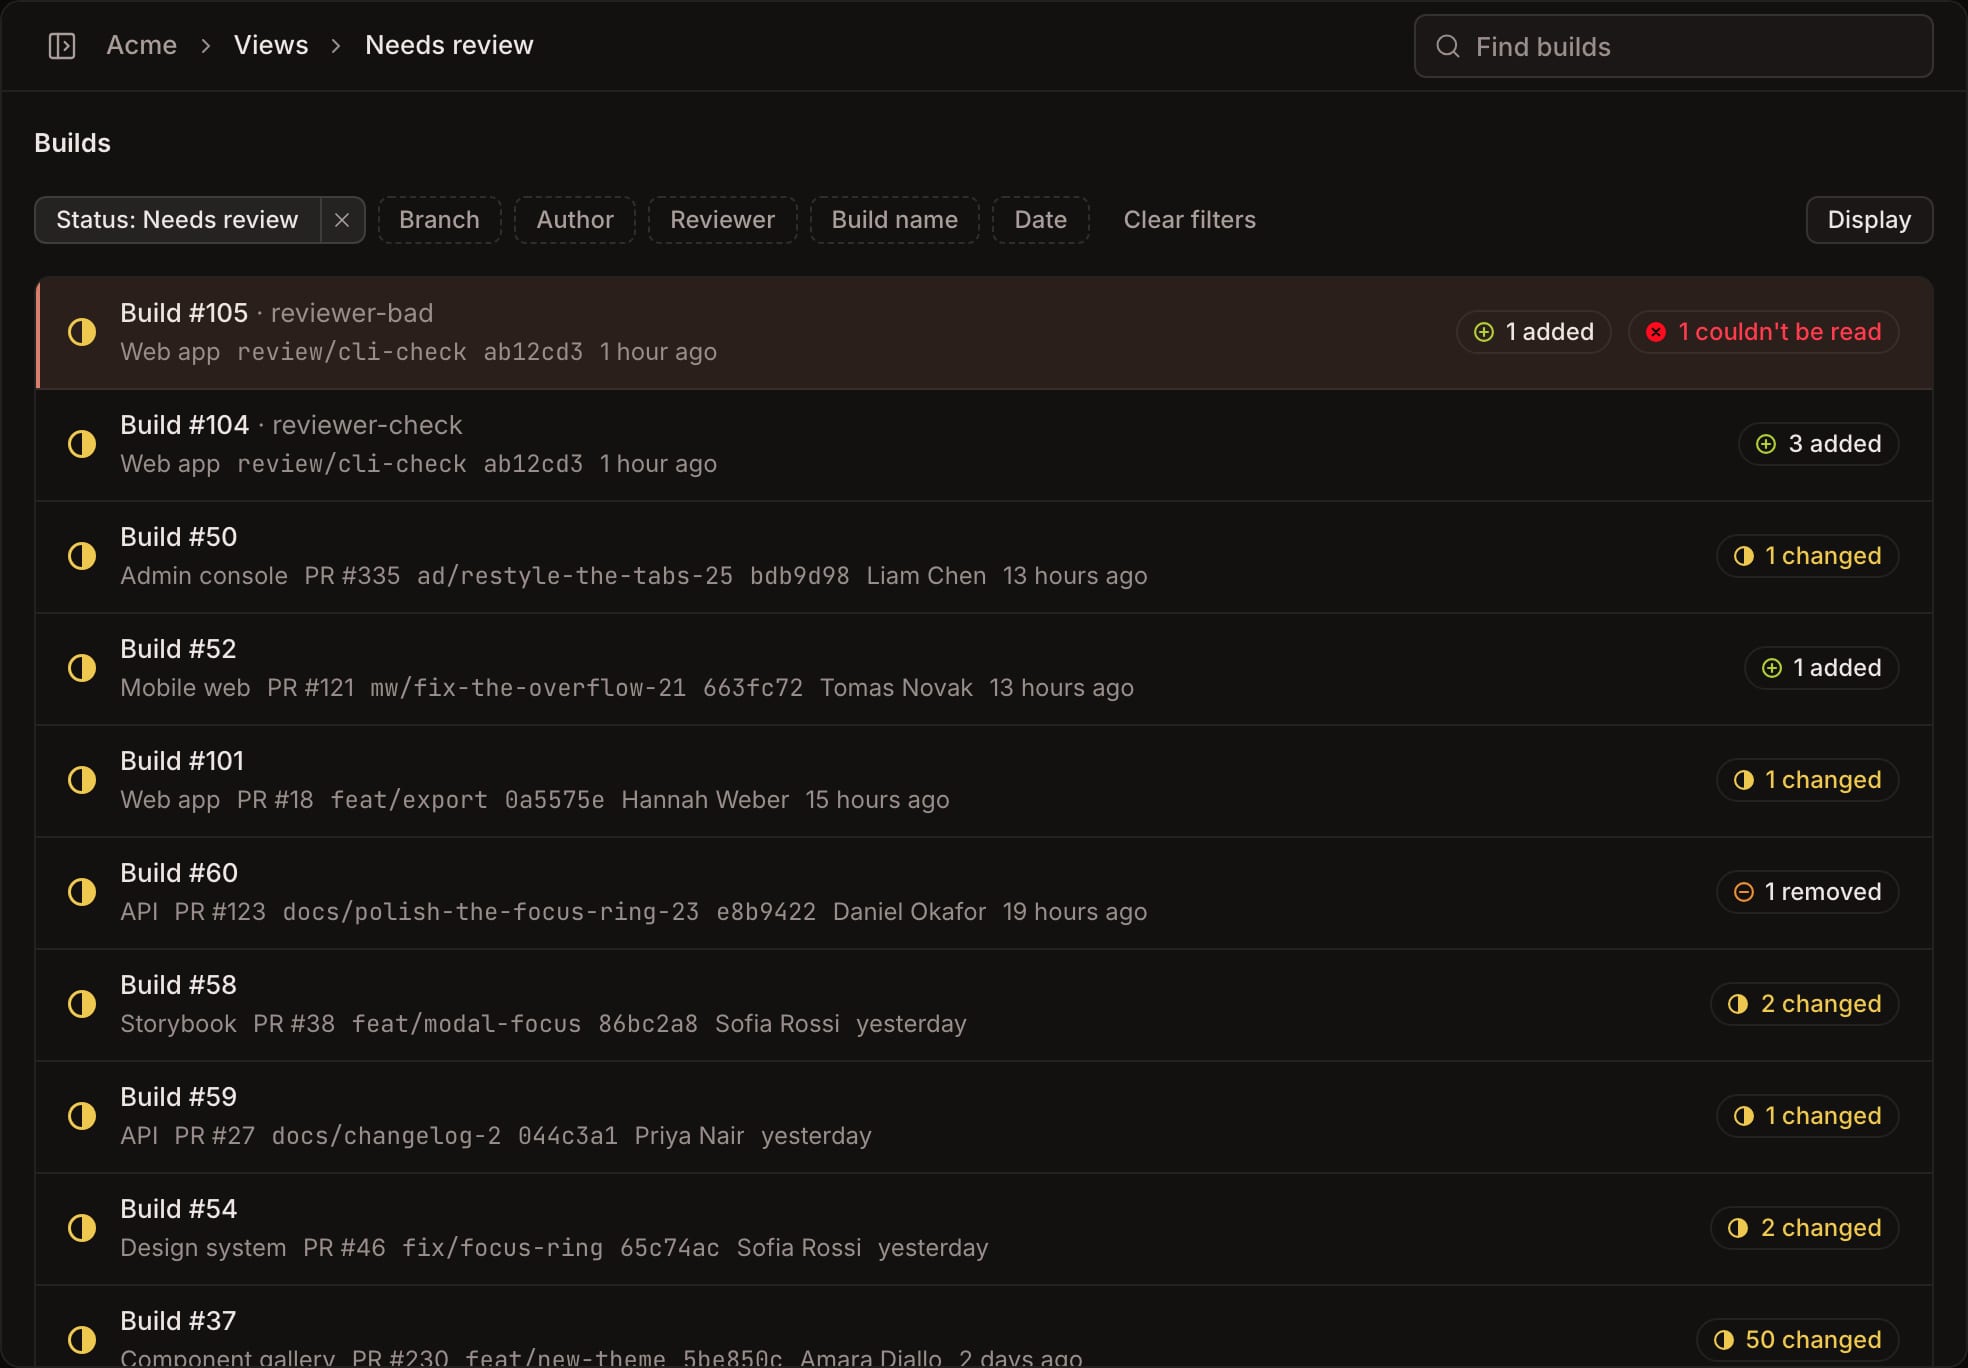 Acme > Views > Needs review
Find builds
Builds
Status: Needs review
Branch
Author
Reviewer
Build name
Date
Clear filters
Display
Build #105 · reviewer-bad
Web app review/cli-check ab12cd3 1 hour ago
1 added
1 couldn't be read
Build #104 · reviewer-check
Web app review/cli-check ab12cd3 1 hour ago
3 added
Build #50
Admin console PR #335 ad/restyle-the-tabs-25 bdb9d98 Liam Chen 13 hours ago
1 changed
Build #52
Mobile web PR #121 mw/fix-the-overflow-21 663fc72 Tomas Novak 13 hours ago
1 added
Build #101
Web app PR #18 feat/export 0a5575e Hannah Weber 15 hours ago
1 changed
Build #60
API PR #123 docs/polish-the-focus-ring-23 e8b9422 Daniel Okafor 19 hours ago
1 removed
Build #58
Storybook PR #38 feat/modal-focus 86bc2a8 Sofia Rossi yesterday
2 changed
Build #59
API PR #27 docs/changelog-2 044c3a1 Priya Nair yesterday
1 changed
Build #54
Design system PR #46 fix/focus-ring 65c74ac Sofia Rossi yesterday
2 changed
Build #37
Component gallery PR #230 feat/new-theme 5be850c Amara Diallo 2 days ago
50 changed